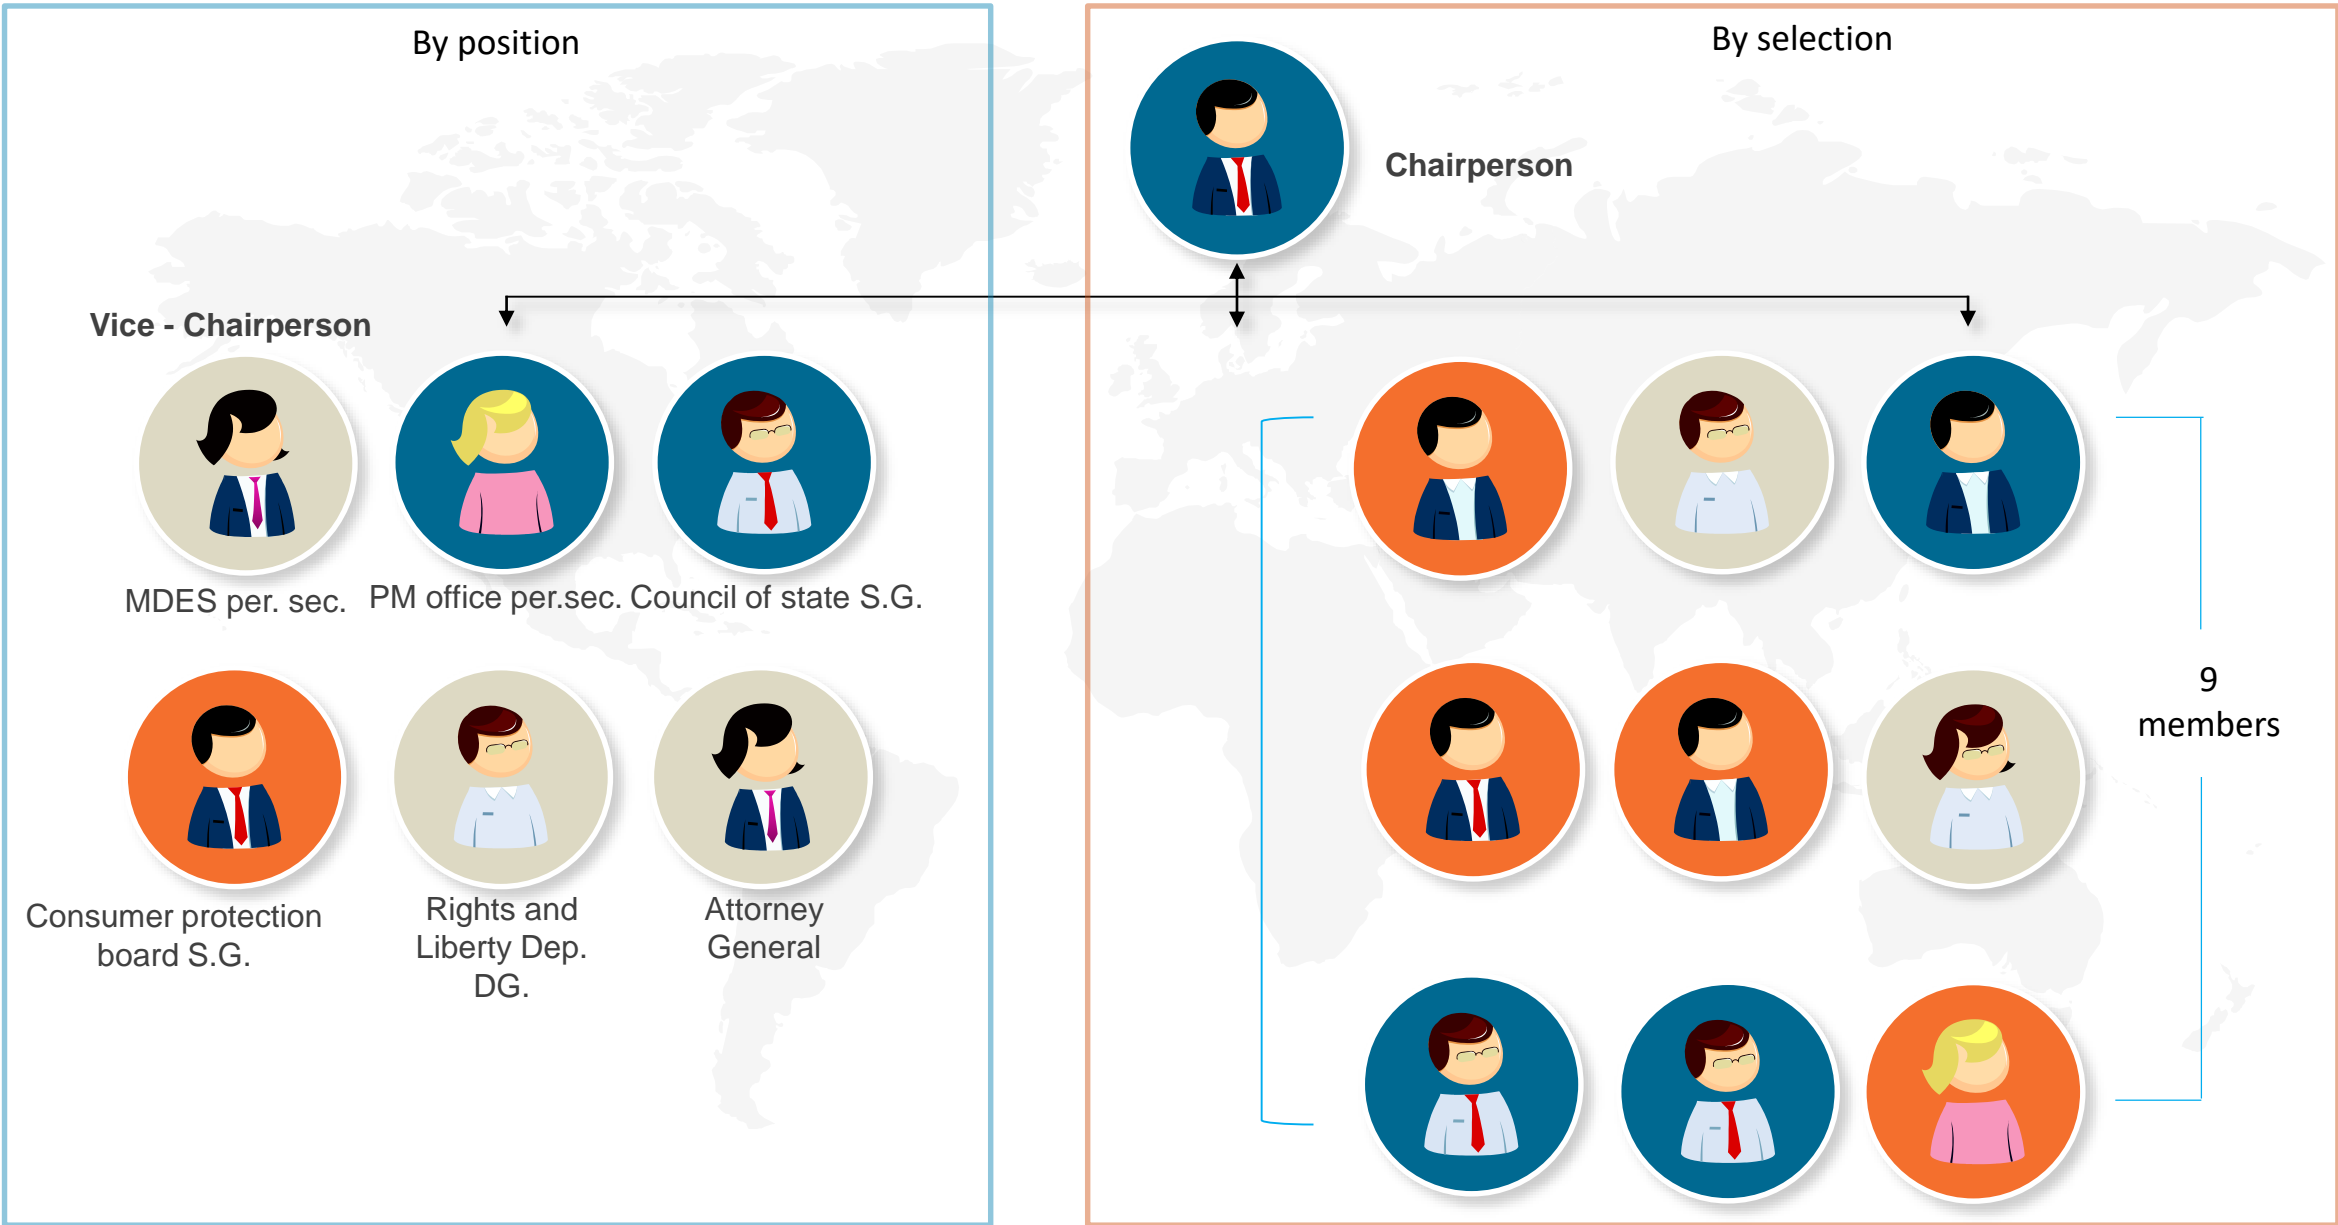 By position
By selection
Chairperson
Vice - Chairperson
MDES per. sec.
PM office per.sec.
Council of state S.G.
Consumer protection
board S.G.
Rights and
Liberty Dep.
DG.
Attorney
General
9
members